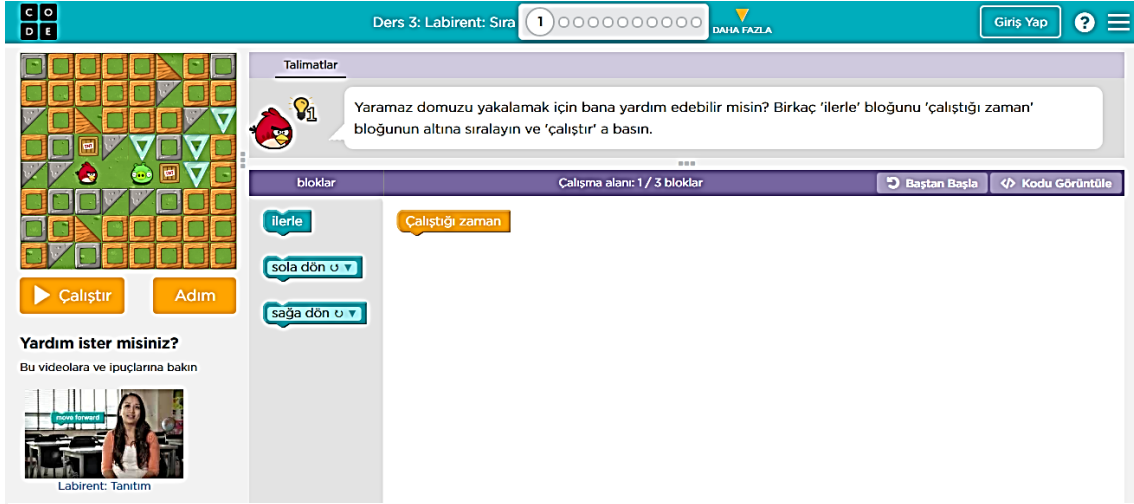 C O
D E
Ders 3: Labirent: Sıra
1
DAHA FAZLA
Giriş Yap
?
Talimatlar
1
Yaramaz domuzu yakalamak için bana yardım edebilir misin? Birkaç 'ilerle' bloğunu 'çalıştığı zaman'
bloğunun altına sıralayın ve 'çalıştır' a basın.
TNT
TNT
bloklar
Çalışma alanı: 1 / 3 bloklar
Baştan Başla
</> Kodu Görüntüle
ilerle
Çalıştığı zaman
sola dön
sağa dön
Çalıştır
Adım
Yardım ister misiniz?
Bu videolara ve ipuçlarına bakın
move forward
Labirent: Tanıtım